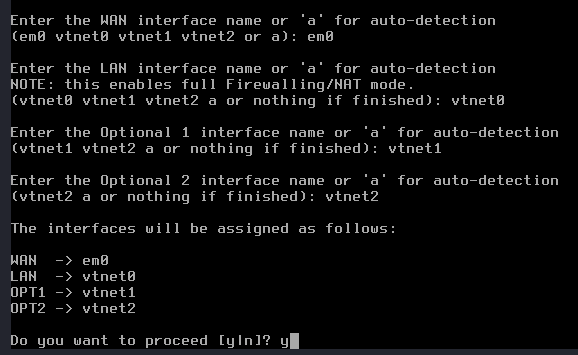 Enter the WAN interface name or 'a' for auto-detection
(em0 vtnet0 vtnet1 vtnet2 or a): em0
Enter the LAN interface name or 'a' for auto-detection
NOTE: this enables full Firewalling/NAT mode.
(vtnet0 vtnet1 vtnet2 a or nothing if finished): vtnet0
Enter the Optional 1 interface name or 'a' for auto-detection
(vtnet1 vtnet2 a or nothing if finished): vtnet1
Enter the Optional 2 interface name or 'a' for auto-detection
(vtnet2 a or nothing if finished): vtnet2
The interfaces will be assigned as follows:
WAN  -> em0
LAN  -> vtnet0
OPT1 -> vtnet1
OPT2 -> vtnet2
Do you want to proceed [y|n]? y